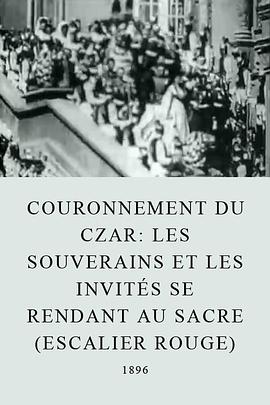 COURONNEMENT DU
CZAR: LES
SOUVERAINS ET LES
INVITÉS SE
RENDANT AU SACRE
(ESCALIER ROUGE)
1896